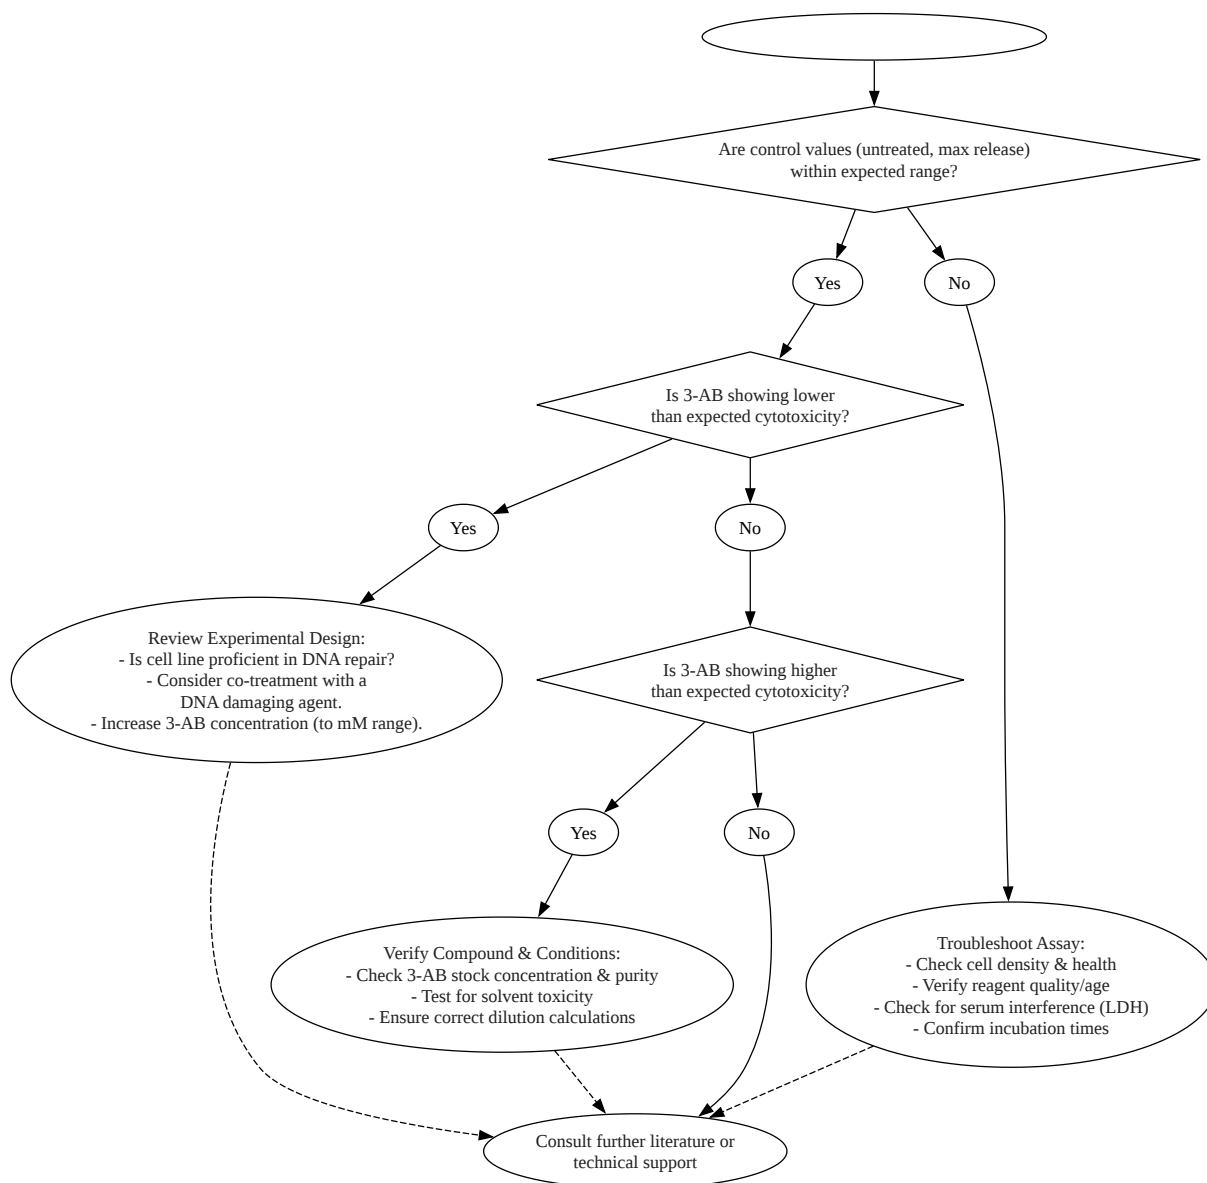 Are control values (untreated, max release)
within expected range?
Yes
No
Is 3-AB showing lower
than expected cytotoxicity?
Yes
No
Review Experimental Design:
- Is cell line proficient in DNA repair?
- Consider co-treatment with a
DNA damaging agent.
- Increase 3-AB concentration (to mM range).
Is 3-AB showing higher
than expected cytotoxicity?
Yes
No
Verify Compound & Conditions:
- Check 3-AB stock concentration & purity
- Test for solvent toxicity
- Ensure correct dilution calculations
Troubleshoot Assay:
- Check cell density & health
- Verify reagent quality/age
- Check for serum interference (LDH)
- Confirm incubation times
Consult further literature or
technical support